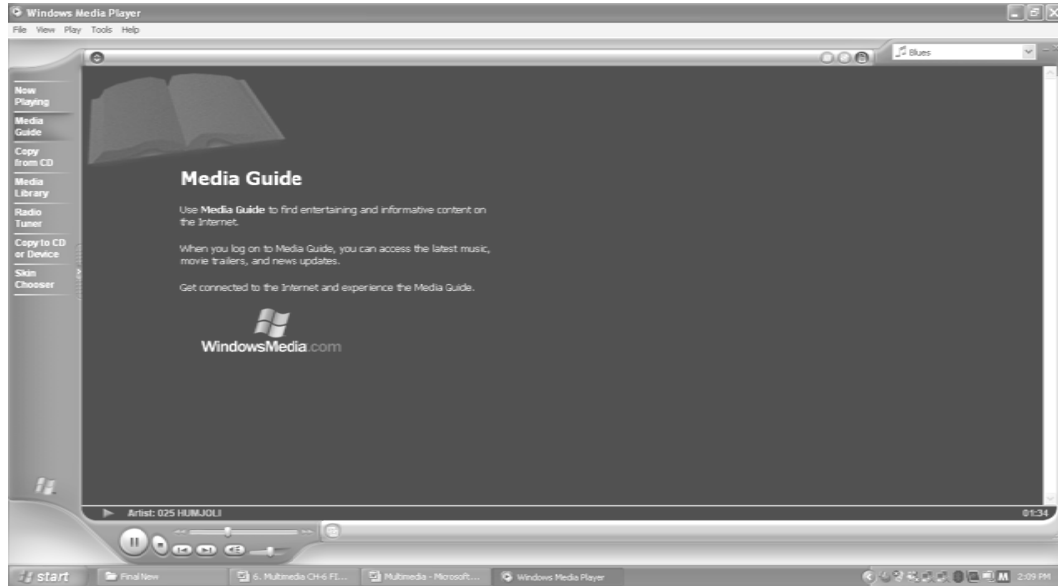 Windows Media Player
File View Play Tools Help
Blues
Now
Playing
Media
Guide
Copy
from CD
Media
Library
Radio
Tuner
Copy to CD
or Device
Skin
Chooser
Media Guide
Use Media Guide to find entertaining and informative content on
the Internet.
When you log on to Media Guide, you can access the latest music,
movie trailers, and news updates.
Get connected to the Internet and experience the Media Guide.
WindowsMedia.com
Artist: 025 HUMJOLI
01:34
start
Final New
6. Multimedia CH-6 FI...
Multimedia - Microsoft...
Windows Media Player
M
2:09 PM